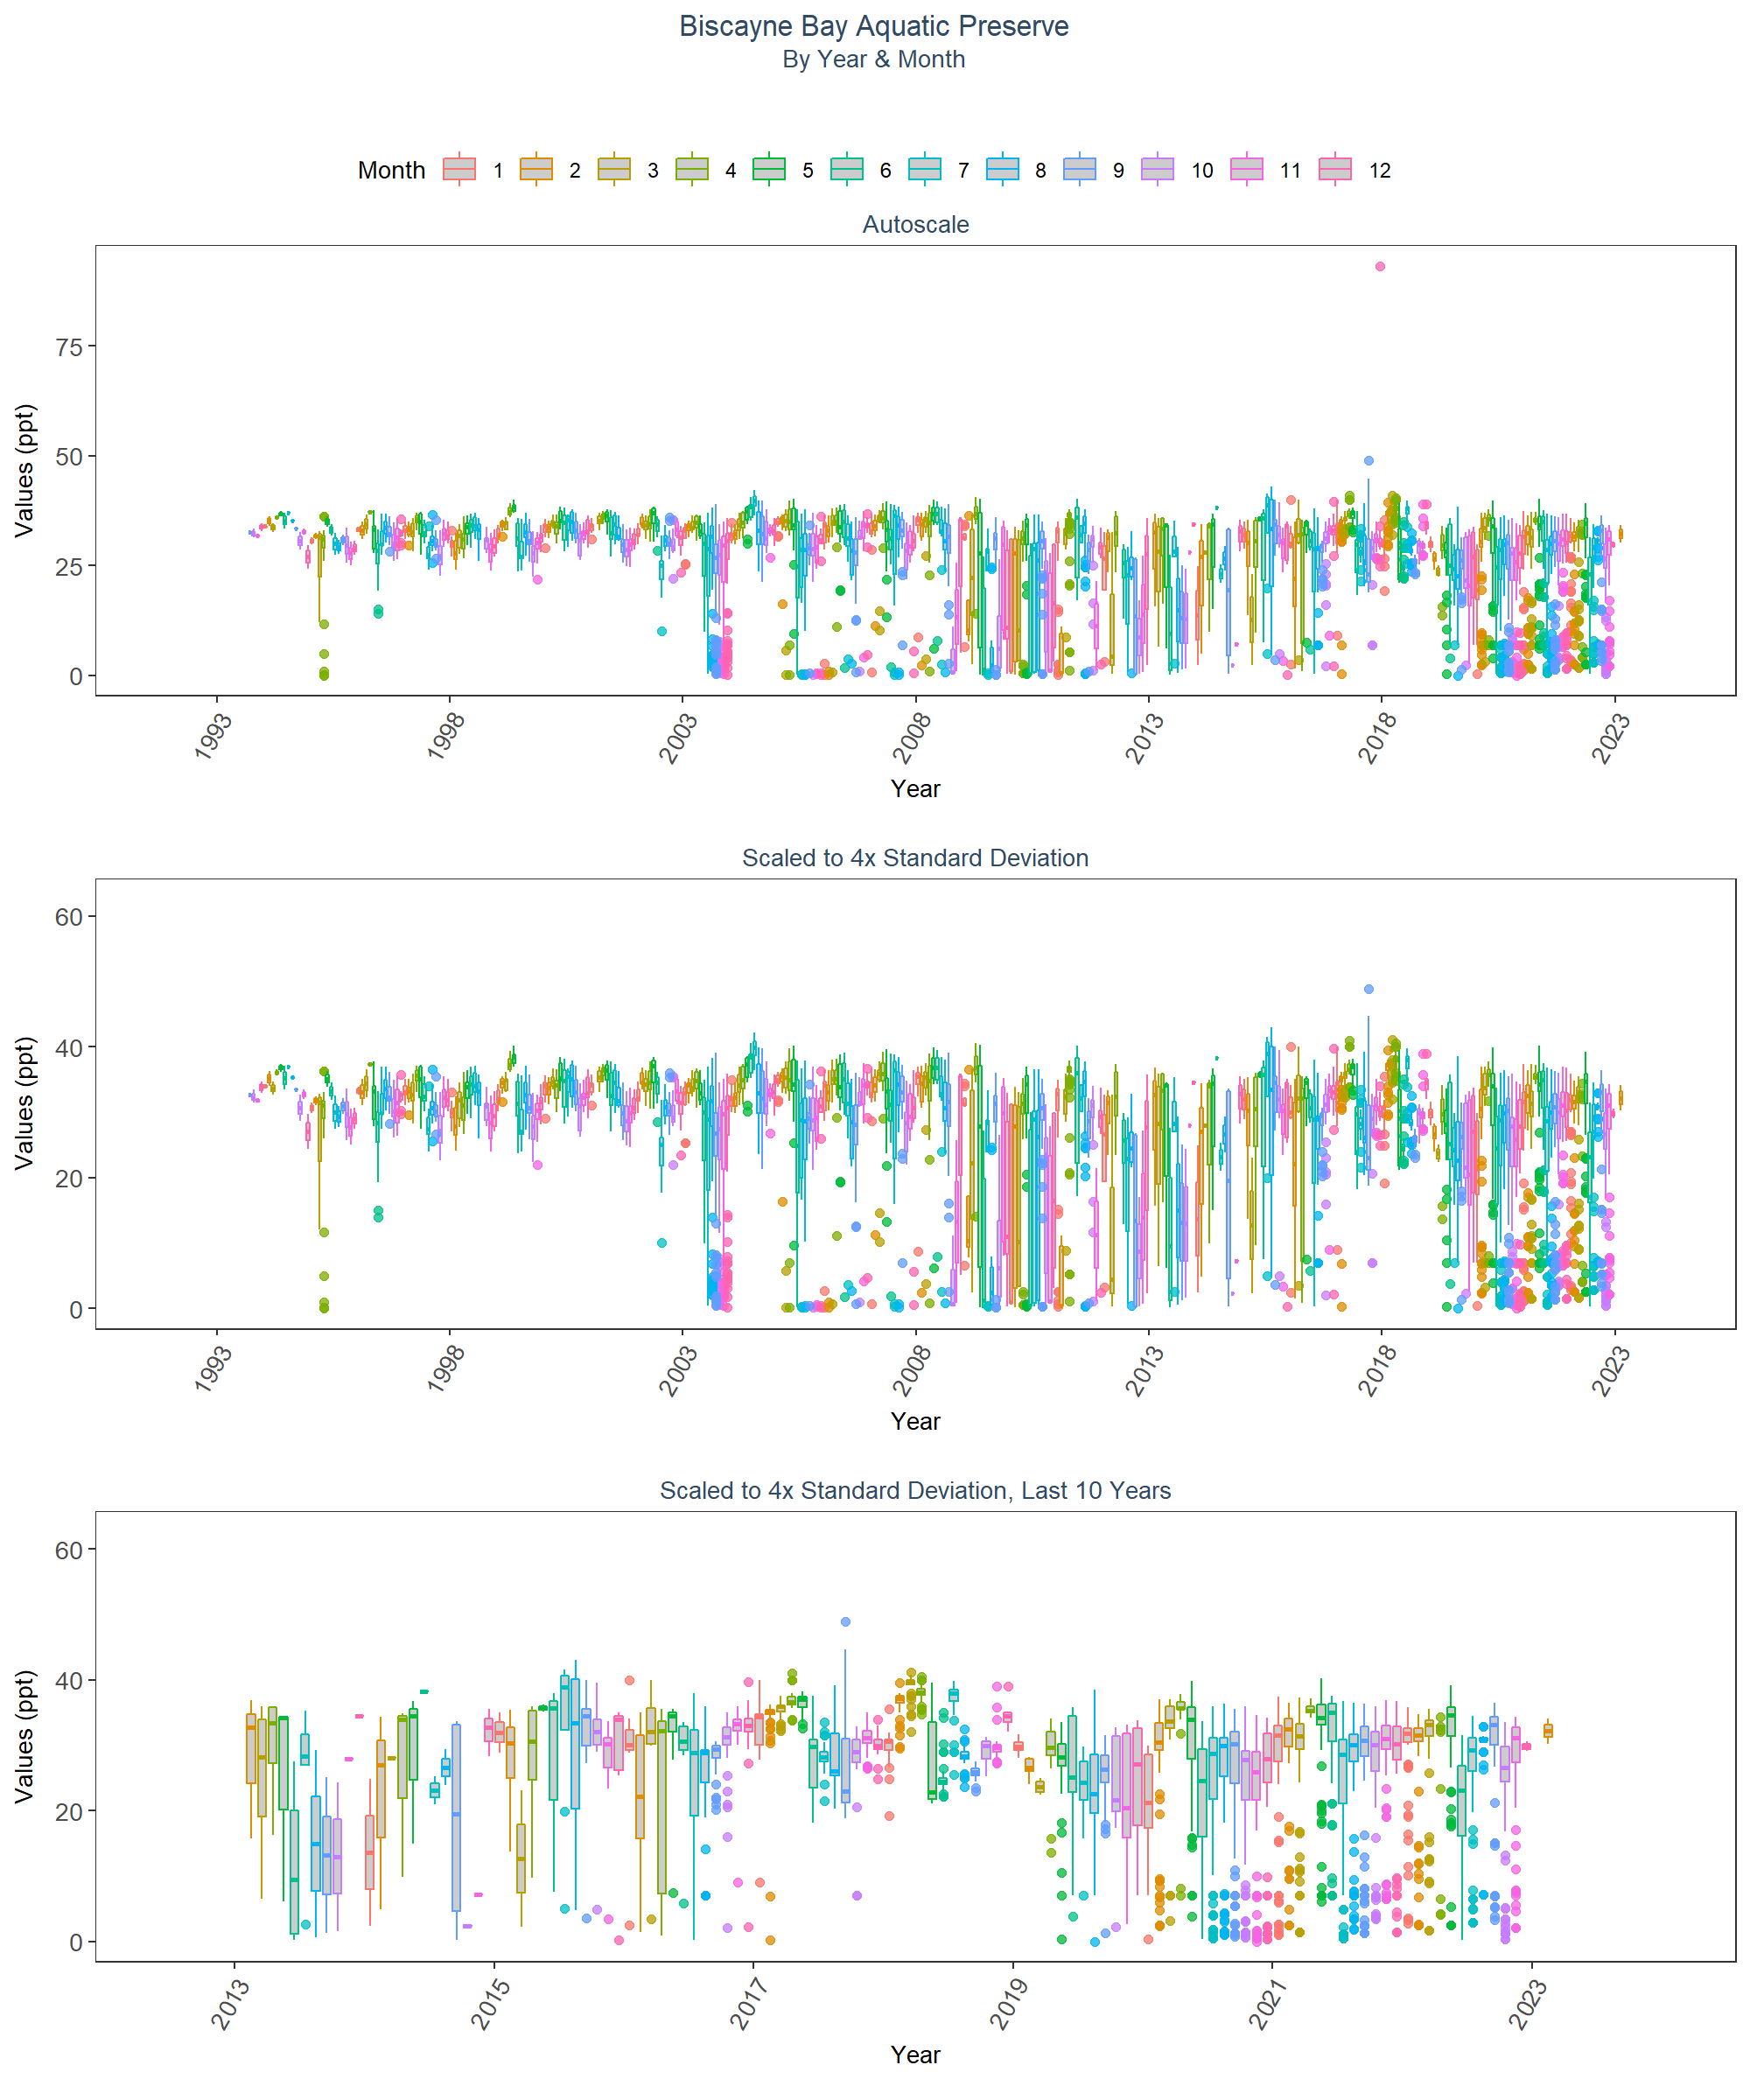 Biscayne Bay Aquatic Preserve
By Year & Month
Month 1 2 3 4 5 6 7 8 9 10 11 12
Autoscale
Values (ppt)
75
50
25
0
1993 1998 2003 2008 2013 2018 2023
Year
Scaled to 4x Standard Deviation
Values (ppt)
60
40
20
0
1993 1998 2003 2008 2013 2018 2023
Year
Scaled to 4x Standard Deviation, Last 10 Years
Values (ppt)
60
40
20
0
2013 2015 2017 2019 2021 2023
Year